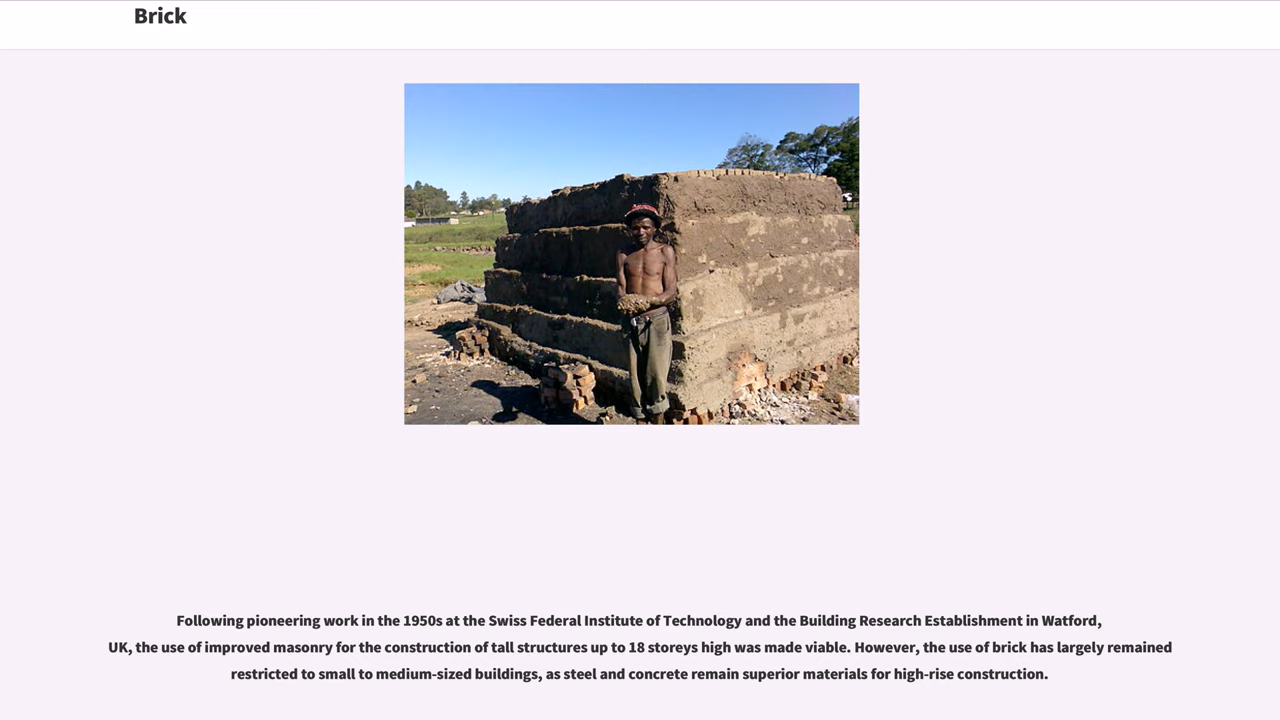 Brick
Following pioneering work in the 1950s at the Swiss Federal Institute of Technology and the Building Research Establishment in Watford,
UK, the use of improved masonry for the construction of tall structures up to 18 storeys high was made viable. However, the use of brick has largely remained
restricted to small to medium-sized buildings, as steel and concrete remain superior materials for high-rise construction.